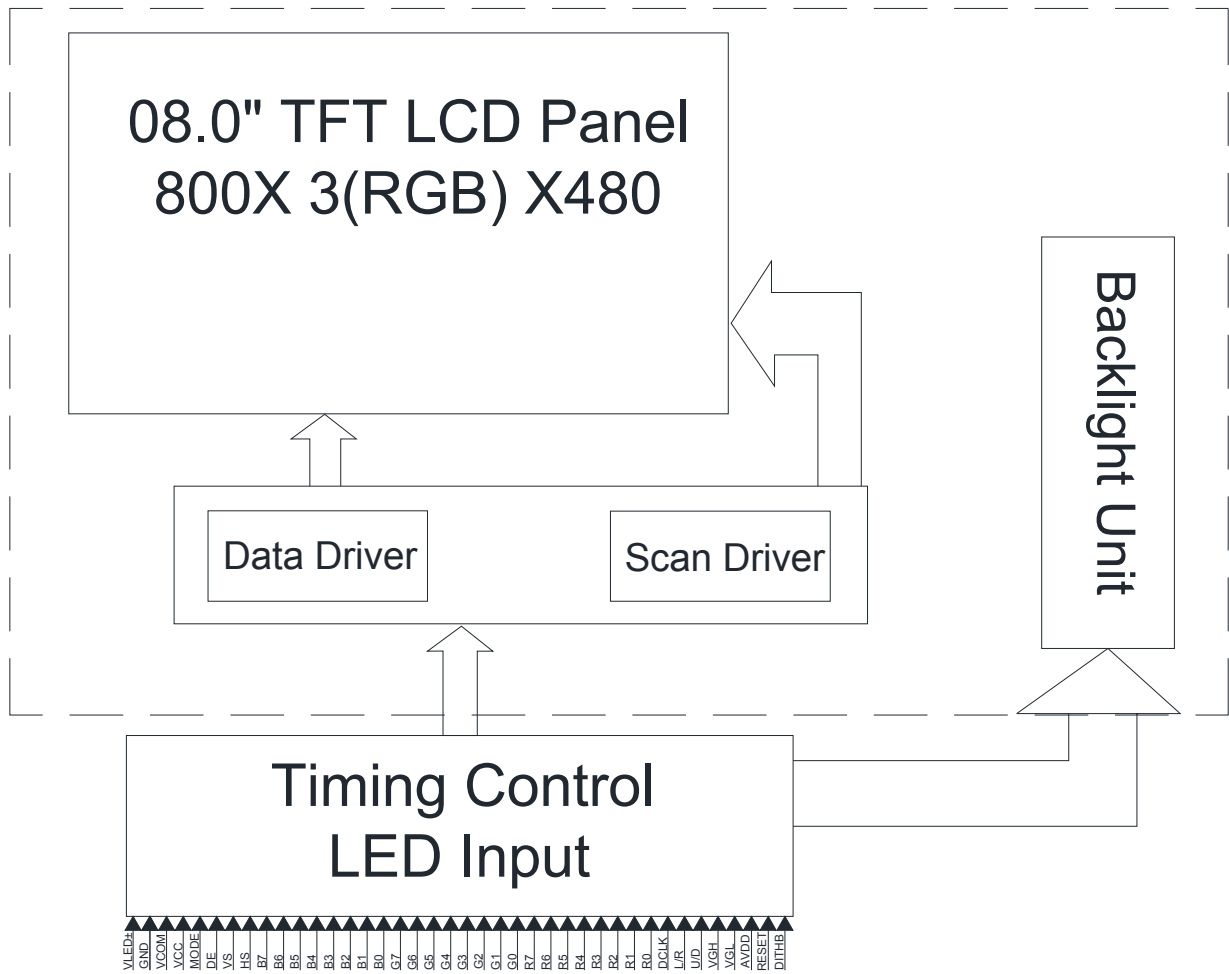 08.0" TFT LCD Panel
800X 3(RGB) X480
Backlight Unit
Data Driver
Scan Driver
Timing Control
LED Input
VLED±
GND
VCOM
VCC
MODE
DE
VS
HS
B7
B6
B5
B4
B3
B2
B1
B0
G7
G6
G5
G4
G3
G2
G1
G0
R7
R6
R5
R4
R3
R2
R1
R0
DCLK
L/R
U/D
VGH
VGL
AVDD
RESET
DITHB